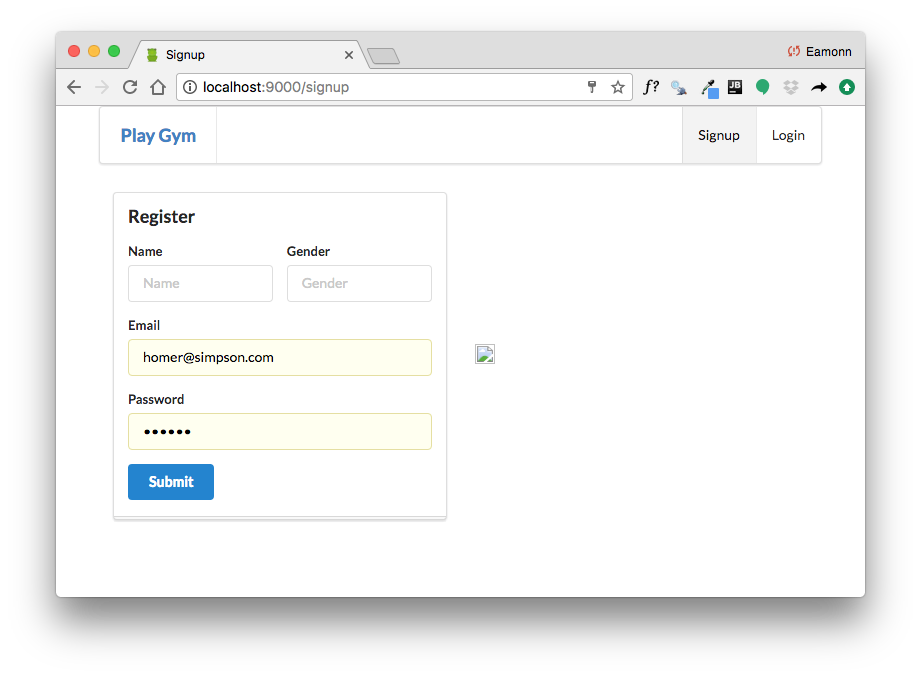 Signup
Eamonn
localhost:9000/signup
f?
JB
Play Gym
Signup
Login
Register
Name
Gender
Name
Gender
Email
homer@simpson.com
Password
••••••
Submit